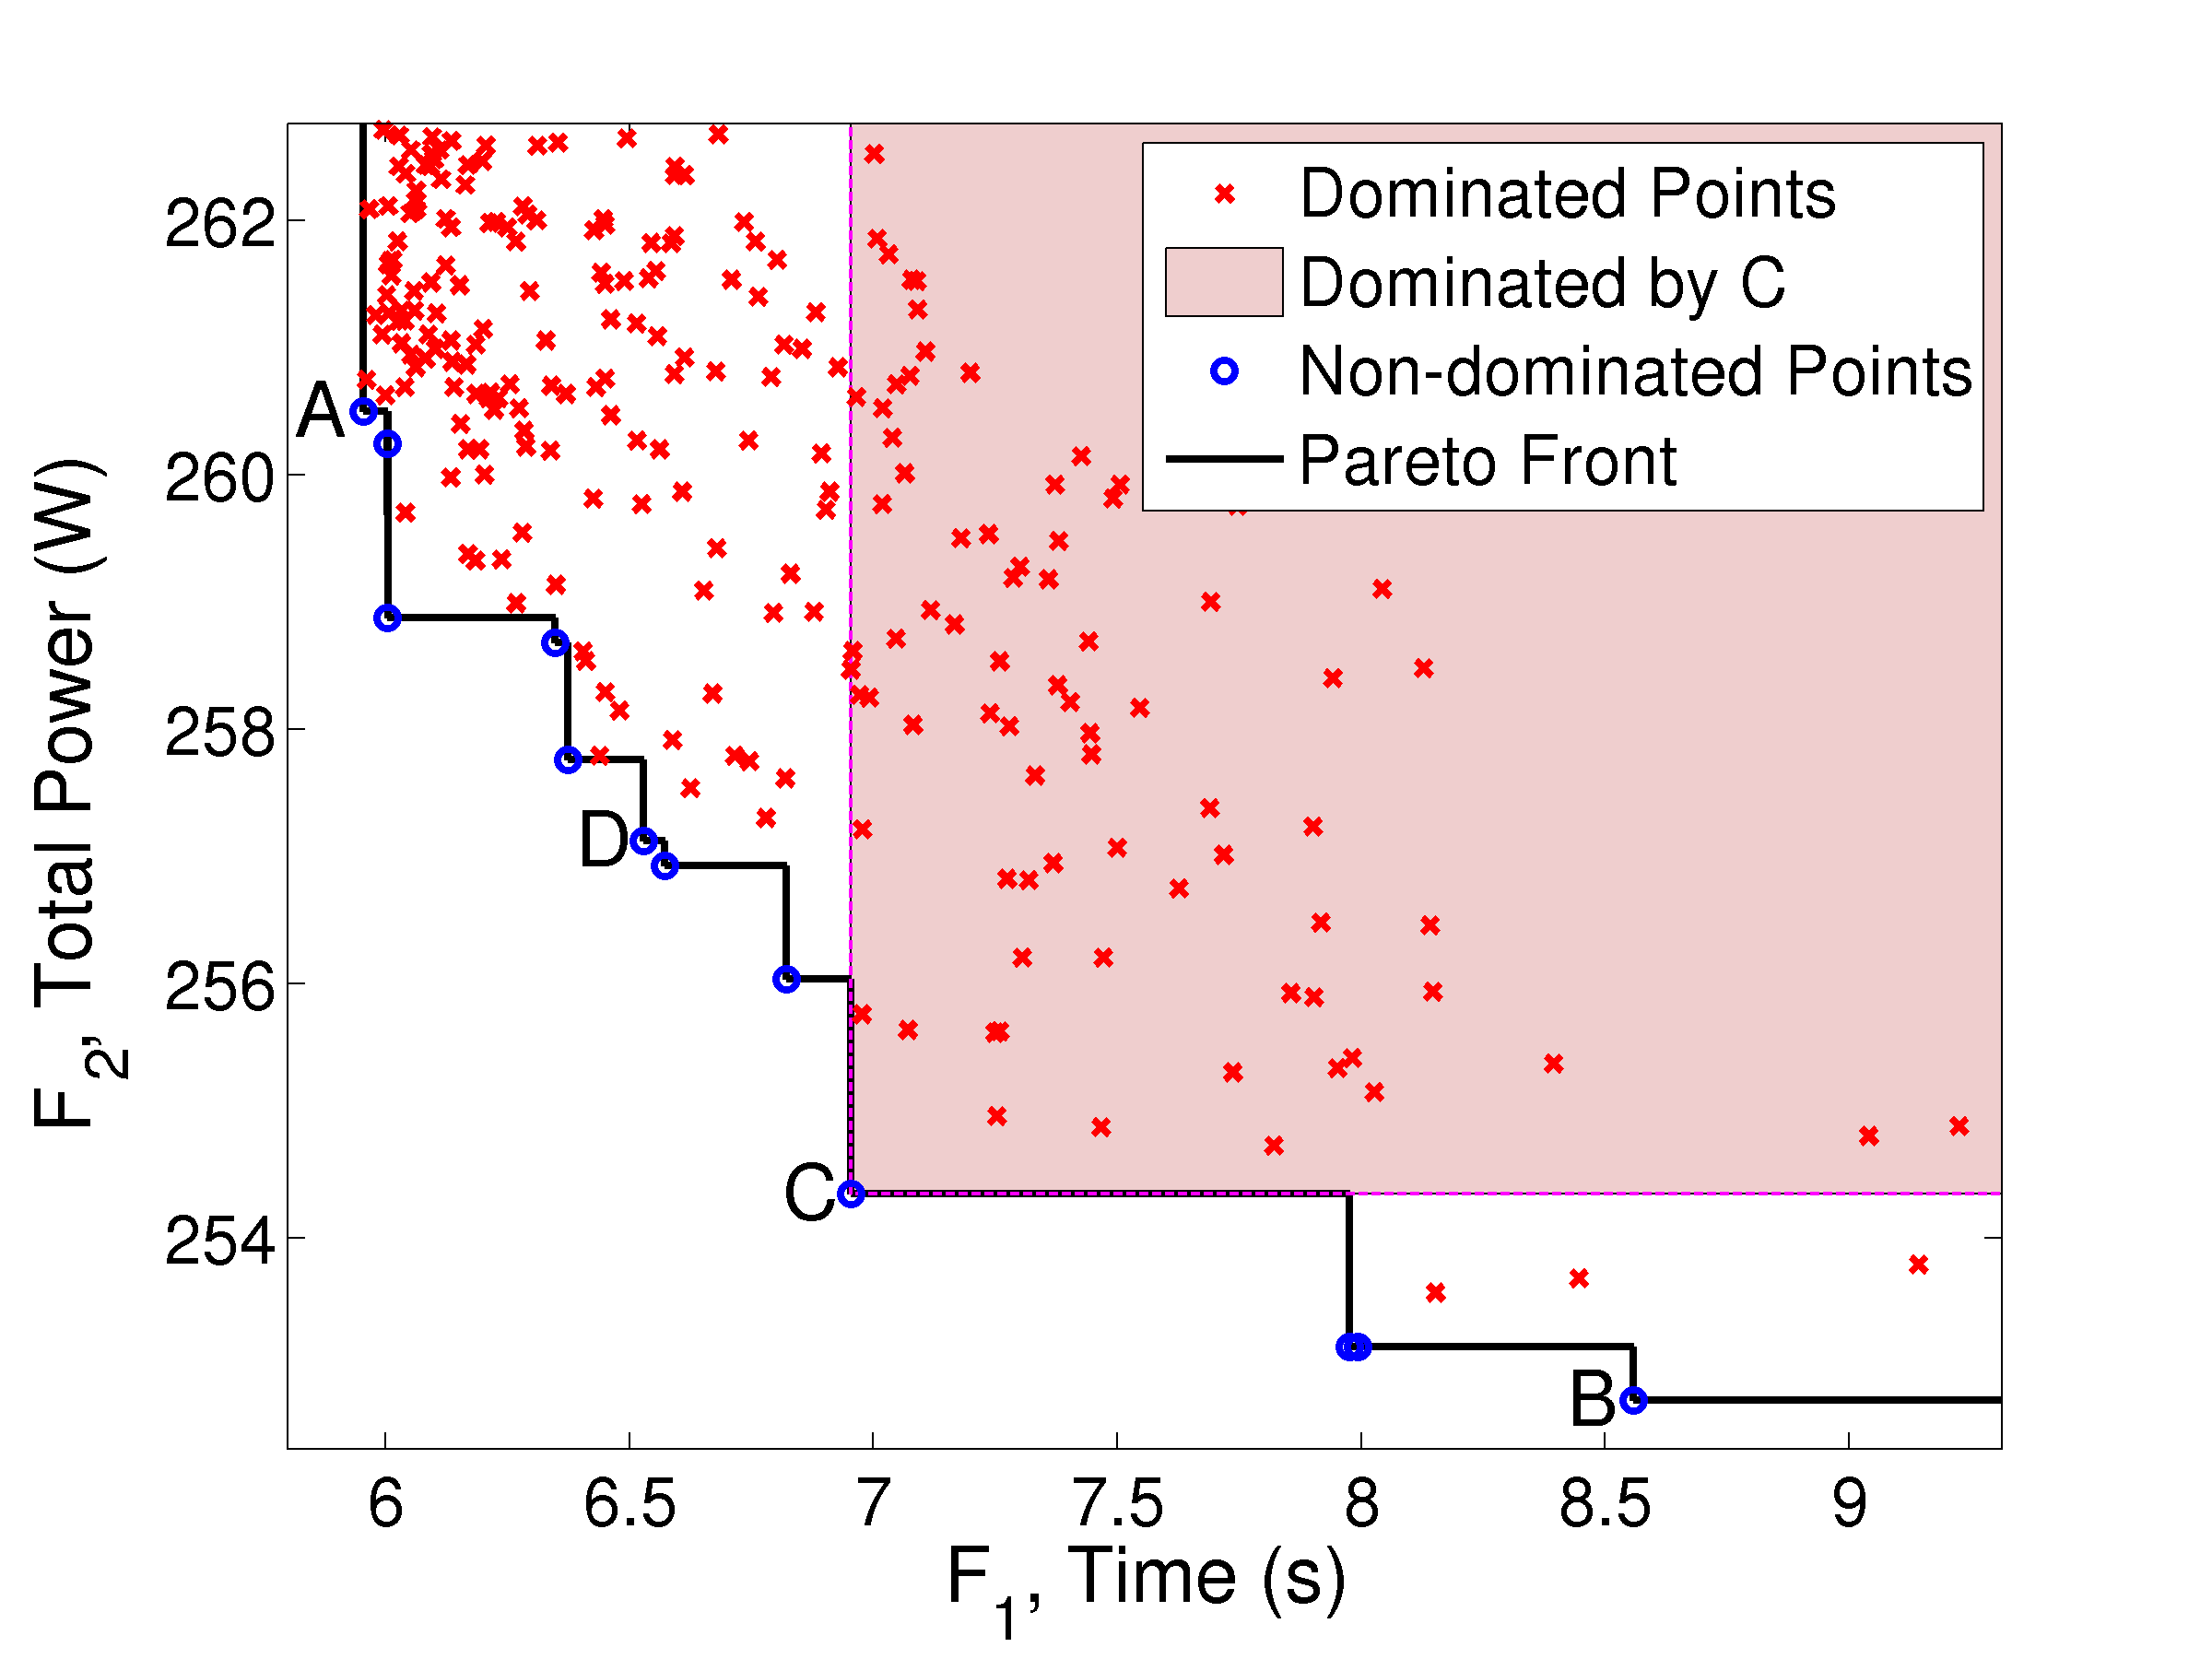 Dominated Points
Dominated by C
Non-dominated Points
Pareto Front
262
260
258
256
254
F2, Total Power (W)
A
D
C
B
6 6.5 7 7.5 8 8.5 9
F1, Time (s)